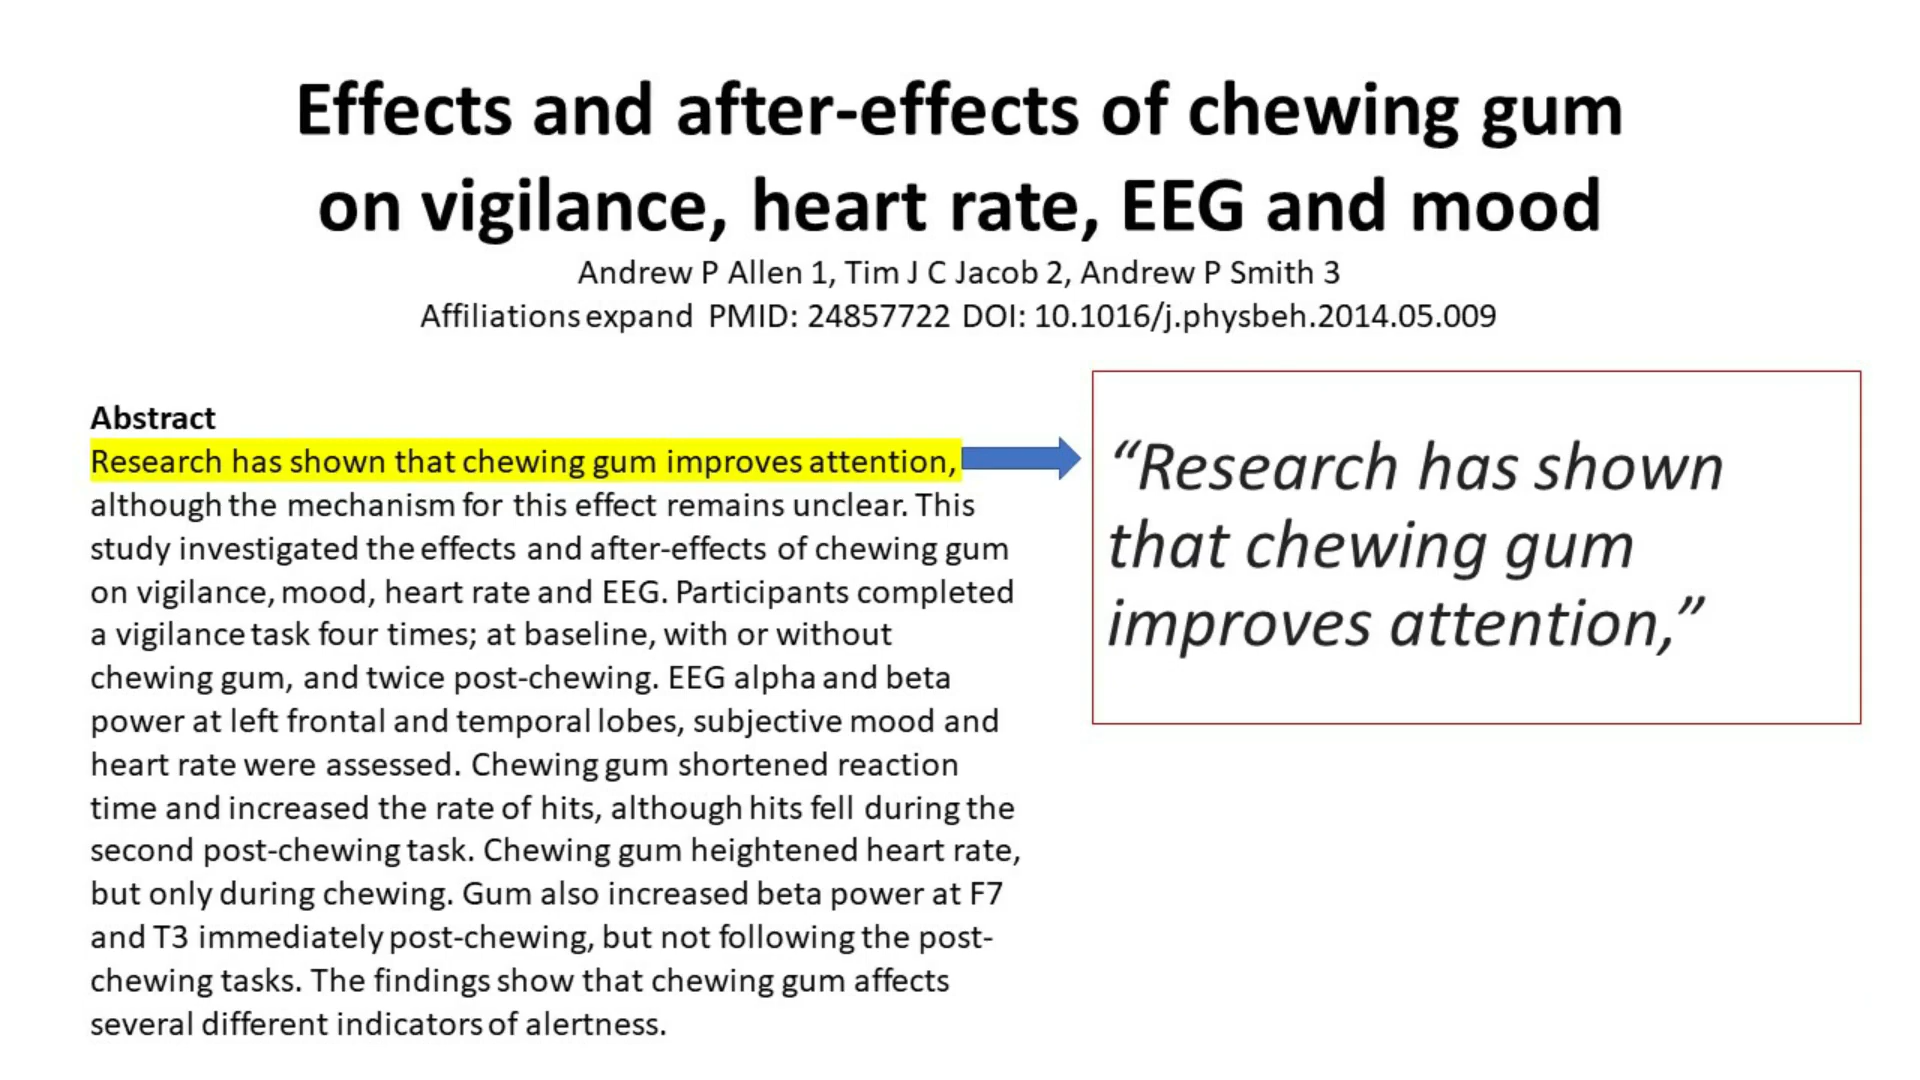 Effects and after-effects of chewing gum
on vigilance, heart rate, EEG and mood
Andrew P Allen 1, Tim J C Jacob 2, Andrew P Smith 3
Affiliations expand PMID: 24857722 DOI: 10.1016/j.physbeh.2014.05.009
Abstract
Research has shown that chewing gum improves attention,
although the mechanism for this effect remains unclear. This
study investigated the effects and after-effects of chewing gum
on vigilance, mood, heart rate and EEG. Participants completed
a vigilance task four times; at baseline, with or without
chewing gum, and twice post-chewing. EEG alpha and beta
power at left frontal and temporal lobes, subjective mood and
heart rate were assessed. Chewing gum shortened reaction
time and increased the rate of hits, although hits fell during the
second post-chewing task. Chewing gum heightened heart rate,
but only during chewing. Gum also increased beta power at F7
and T3 immediately post-chewing, but not following the post-
chewing tasks. The findings show that chewing gum affects
several different indicators of alertness.
“Research has shown
that chewing gum
improves attention,”